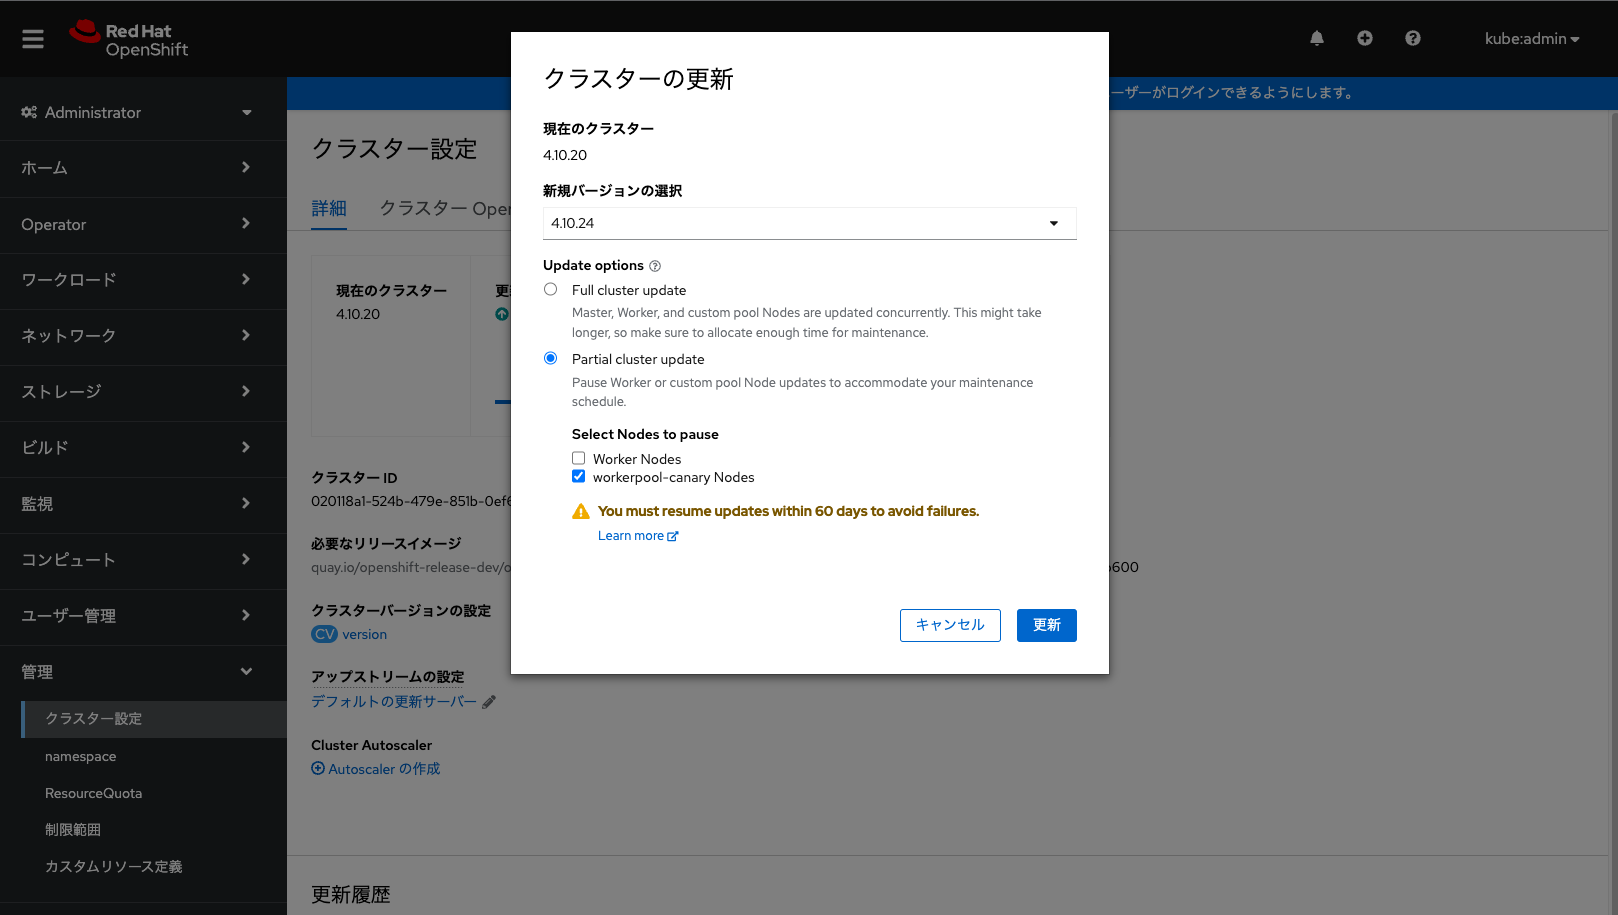 Red Hat
OpenShift
kube:admin
Administrator
ホーム
Operator
ワークロード
ネットワーク
ストレージ
ビルド
監視
コンピュート
ユーザー管理
管理
クラスター設定
namespace
ResourceQuota
制限範囲
カスタムリソース定義
ーザーがログインできるようにします。
クラスター設定
詳細
クラスター Oper
現在のクラスター
4.10.20
クラスター ID
020118a1-524b-479e-851b-0ef6
必要なリリースイメージ
quay.io/openshift-release-dev/o
b600
クラスターバージョンの設定
CV version
アップストリームの設定
デフォルトの更新サーバー
Cluster Autoscaler
Autoscaler の作成
更新履歴
クラスターの更新
現在のクラスター
4.10.20
新規バージョンの選択
4.10.24
Update options
Full cluster update
Master, Worker, and custom pool Nodes are updated concurrently. This might take
longer, so make sure to allocate enough time for maintenance.
Partial cluster update
Pause Worker or custom pool Node updates to accommodate your maintenance
schedule.
Select Nodes to pause
Worker Nodes
workerpool-canary Nodes
You must resume updates within 60 days to avoid failures.
Learn more
キャンセル
更新